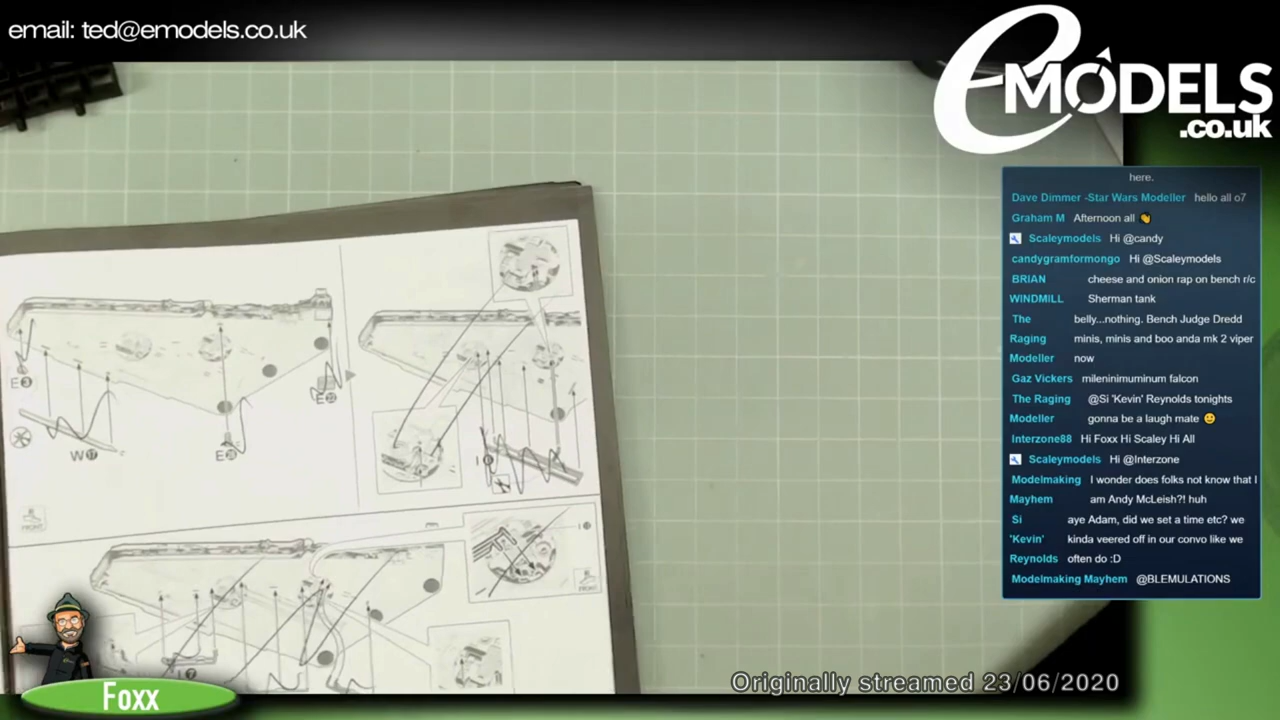 email: ted@emodels.co.uk
eMODELS
.co.uk
here.
Dave Dimmer -Star Wars Modeller hello all o7
Graham M Afternoon all 👏
Scaleymodels Hi @candy
candygramformongo Hi @Scaleymodels
BRIAN cheese and onion rap on bench r/c
WINDMILL Sherman tank
The belly...nothing. Bench Judge Dredd
Raging minis, minis and boo anda mk 2 viper
Modeller now
Gaz Vickers mileninimuminum falcon
The Raging @Si 'Kevin' Reynolds tonights
Modeller gonna be a laugh mate 🙂
Interzone88 Hi Foxx Hi Scaley Hi All
Scaleymodels Hi @Interzone
Modelmaking I wonder does folks not know that I
Mayhem am Andy McLeish?! huh
Si aye Adam, did we set a time etc? we
'Kevin' kinda veered off in our convo like we
Reynolds often do :D
Modelmaking Mayhem @BLEMULATIONS
W17
FRONT
FRONT
Originally streamed 23/06/2020
Foxx